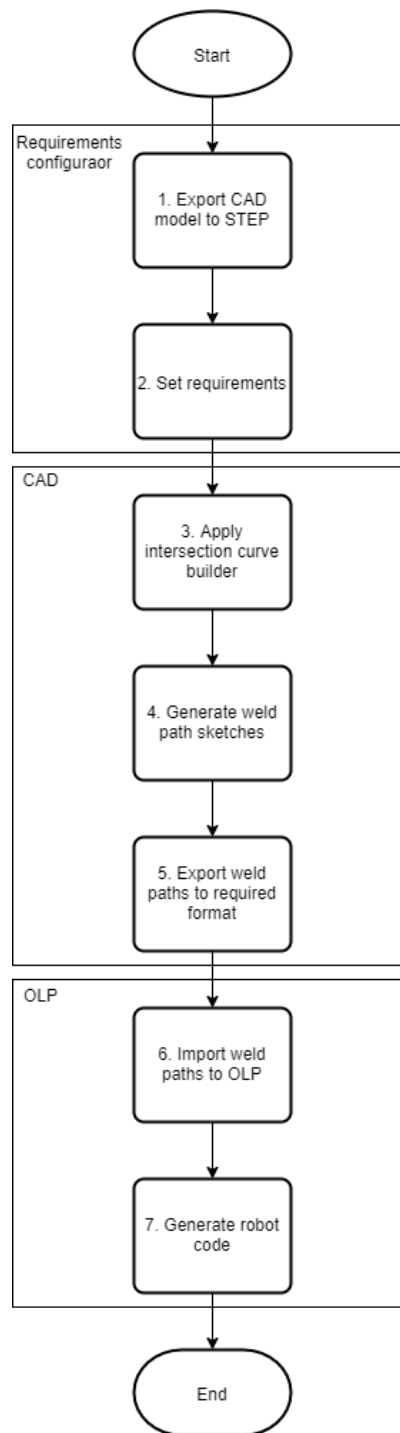 Start
Requirements
configuraor
1. Export CAD
model to STEP
2. Set requirements
CAD
3. Apply
intersection curve
builder
4. Generate weld
path sketches
5. Export weld
paths to required
format
OLP
6. Import weld
paths to OLP
7. Generate robot
code
End